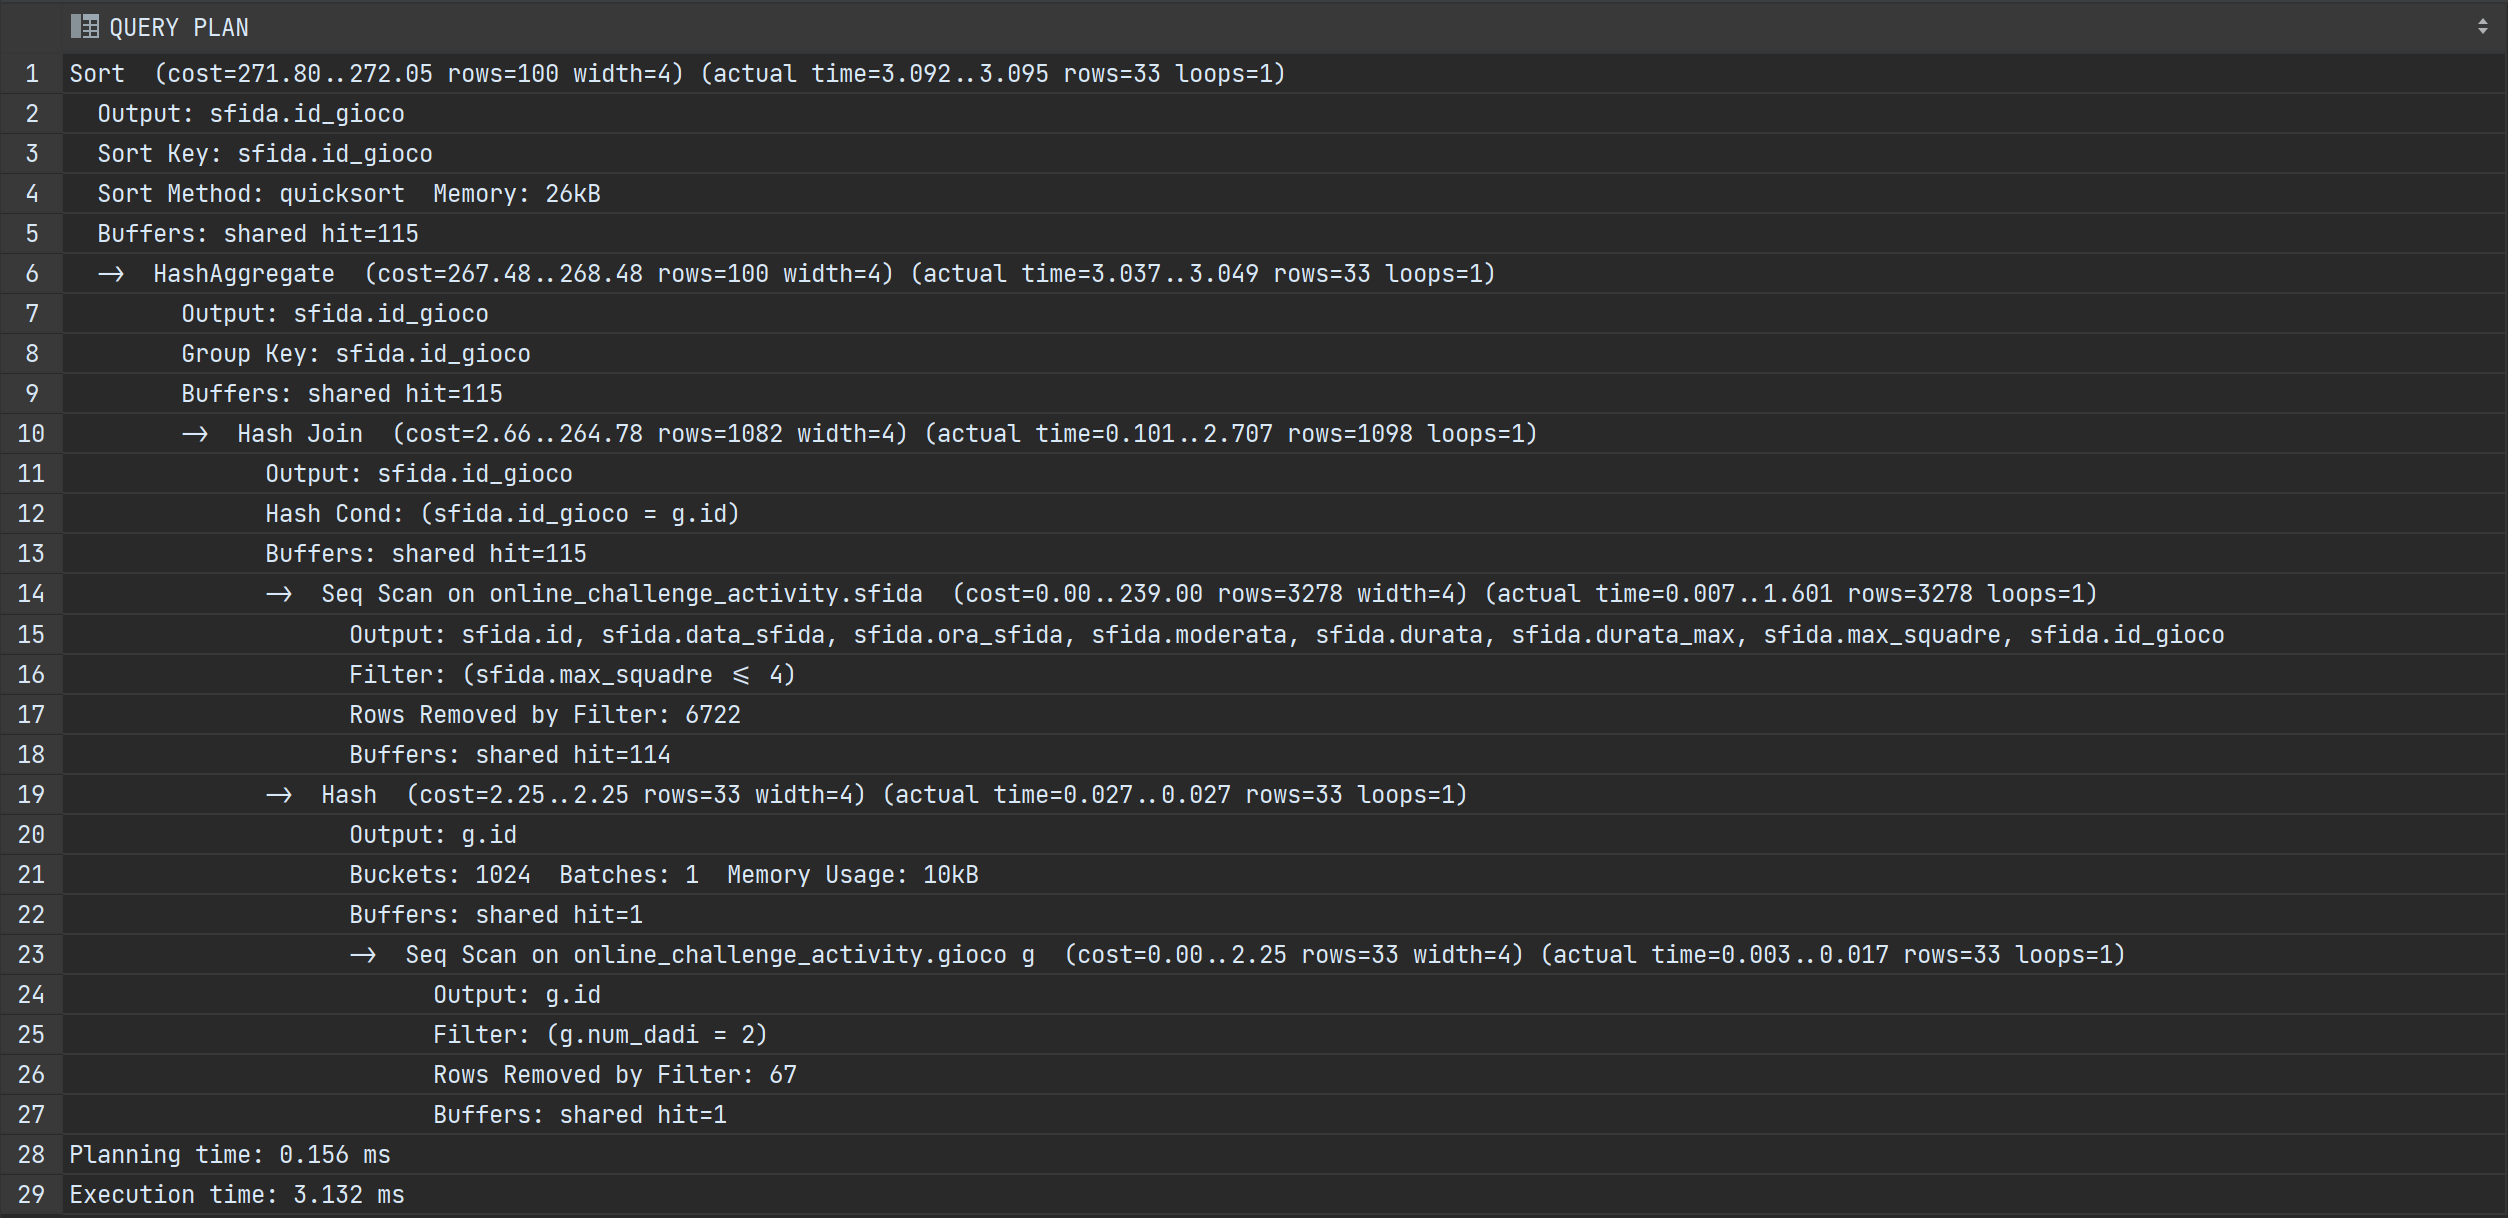 QUERY PLAN
1 Sort  (cost=271.80..272.05 rows=100 width=4) (actual time=3.092..3.095 rows=33 loops=1)
2   Output: sfida.id_gioco
3   Sort Key: sfida.id_gioco
4   Sort Method: quicksort  Memory: 26kB
5   Buffers: shared hit=115
6   ->  HashAggregate  (cost=267.48..268.48 rows=100 width=4) (actual time=3.037..3.049 rows=33 loops=1)
7         Output: sfida.id_gioco
8         Group Key: sfida.id_gioco
9         Buffers: shared hit=115
10         ->  Hash Join  (cost=2.66..264.78 rows=1082 width=4) (actual time=0.101..2.707 rows=1098 loops=1)
11               Output: sfida.id_gioco
12               Hash Cond: (sfida.id_gioco = g.id)
13               Buffers: shared hit=115
14               ->  Seq Scan on online_challenge_activity.sfida  (cost=0.00..239.00 rows=3278 width=4) (actual time=0.007..1.601 rows=3278 loops=1)
15                     Output: sfida.id, sfida.data_sfida, sfida.ora_sfida, sfida.moderata, sfida.durata, sfida.durata_max, sfida.max_squadre, sfida.id_gioco
16                     Filter: (sfida.max_squadre <= 4)
17                     Rows Removed by Filter: 6722
18                     Buffers: shared hit=114
19               ->  Hash  (cost=2.25..2.25 rows=33 width=4) (actual time=0.027..0.027 rows=33 loops=1)
20                     Output: g.id
21                     Buckets: 1024  Batches: 1  Memory Usage: 10kB
22                     Buffers: shared hit=1
23                     ->  Seq Scan on online_challenge_activity.gioco g  (cost=0.00..2.25 rows=33 width=4) (actual time=0.003..0.017 rows=33 loops=1)
24                           Output: g.id
25                           Filter: (g.num_dadi = 2)
26                           Rows Removed by Filter: 67
27                           Buffers: shared hit=1
28 Planning time: 0.156 ms
29 Execution time: 3.132 ms